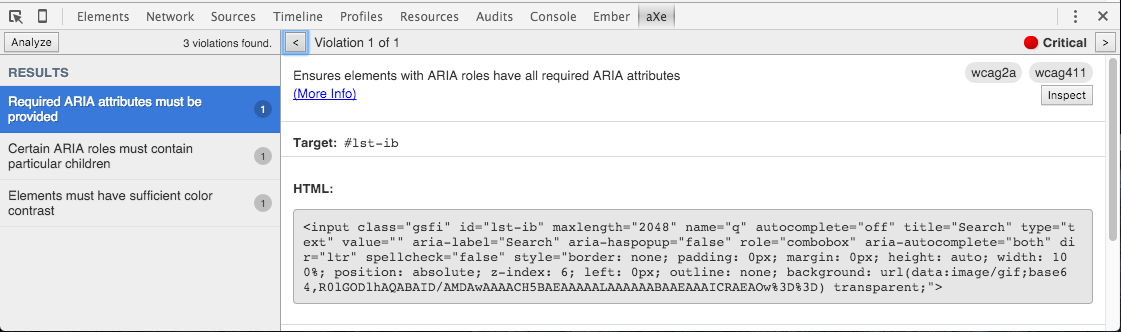 Elements Network Sources Timeline Profiles Resources Audits Console Ember aXe
Analyze 3 violations found. < Violation 1 of 1 Critical >
RESULTS
Required ARIA attributes must be
provided 1
Certain ARIA roles must contain
particular children 1
Elements must have sufficient color
contrast 1
Ensures elements with ARIA roles have all required ARIA attributes wcag2a wcag411
(More Info) Inspect
Target: #lst-ib
HTML:
<input class="gsfi" id="lst-ib" maxlength="2048" name="q" autocomplete="off" title="Search" type="t
ext" value="" aria-label="Search" aria-haspopup="false" role="combobox" aria-autocomplete="both" di
r="ltr" spellcheck="false" style="border: none; padding: 0px; margin: 0px; height: auto; width: 10
0%; position: absolute; z-index: 6; left: 0px; outline: none; background: url(data:image/gif;base6
4,R0lGODlhAQABAID/AMDAwAAAACH5BAEAAAAALAAAAAABAAEAAAICRAEAOw%3D%3D) transparent;">